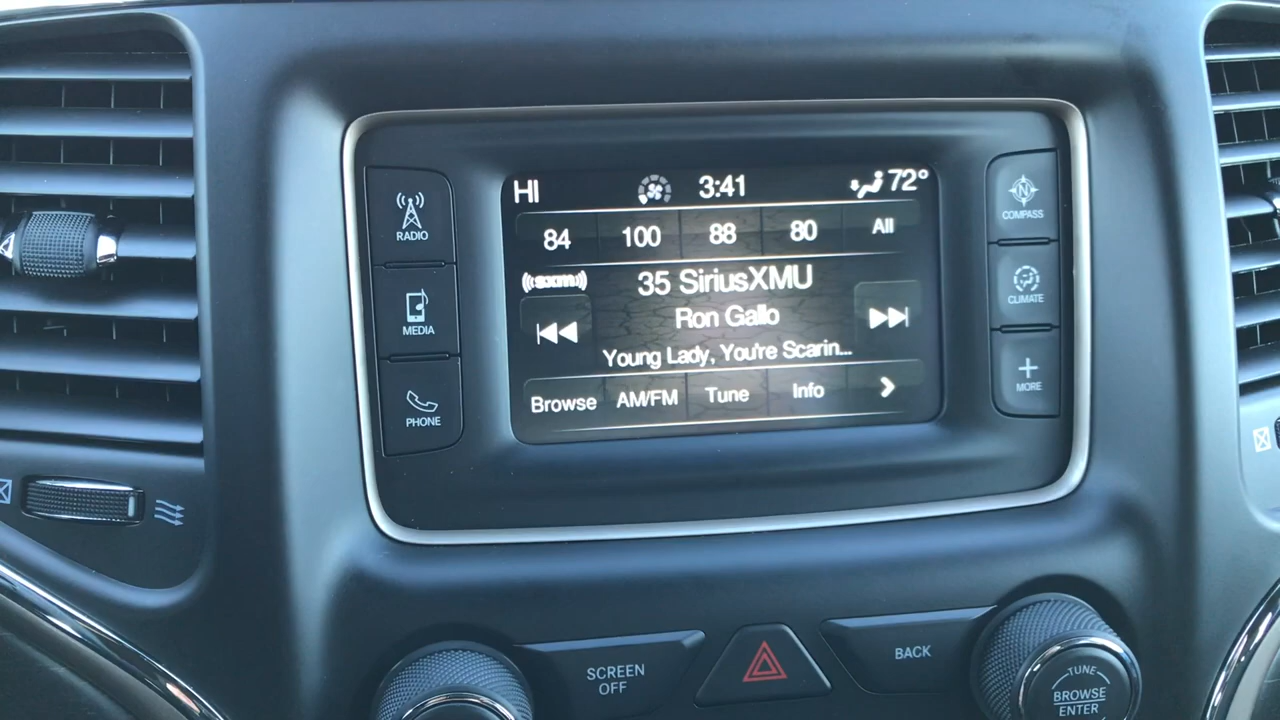 HI 3:41 72°
84 100 88 80 All
((sxm))
35 SiriusXMU
Ron Gallo
Young Lady, You're Scarin...
Browse AM/FM Tune Info
RADIO
MEDIA
PHONE
N
COMPASS
CLIMATE
MORE
SCREEN
OFF
BACK
TUNE
BROWSE
ENTER